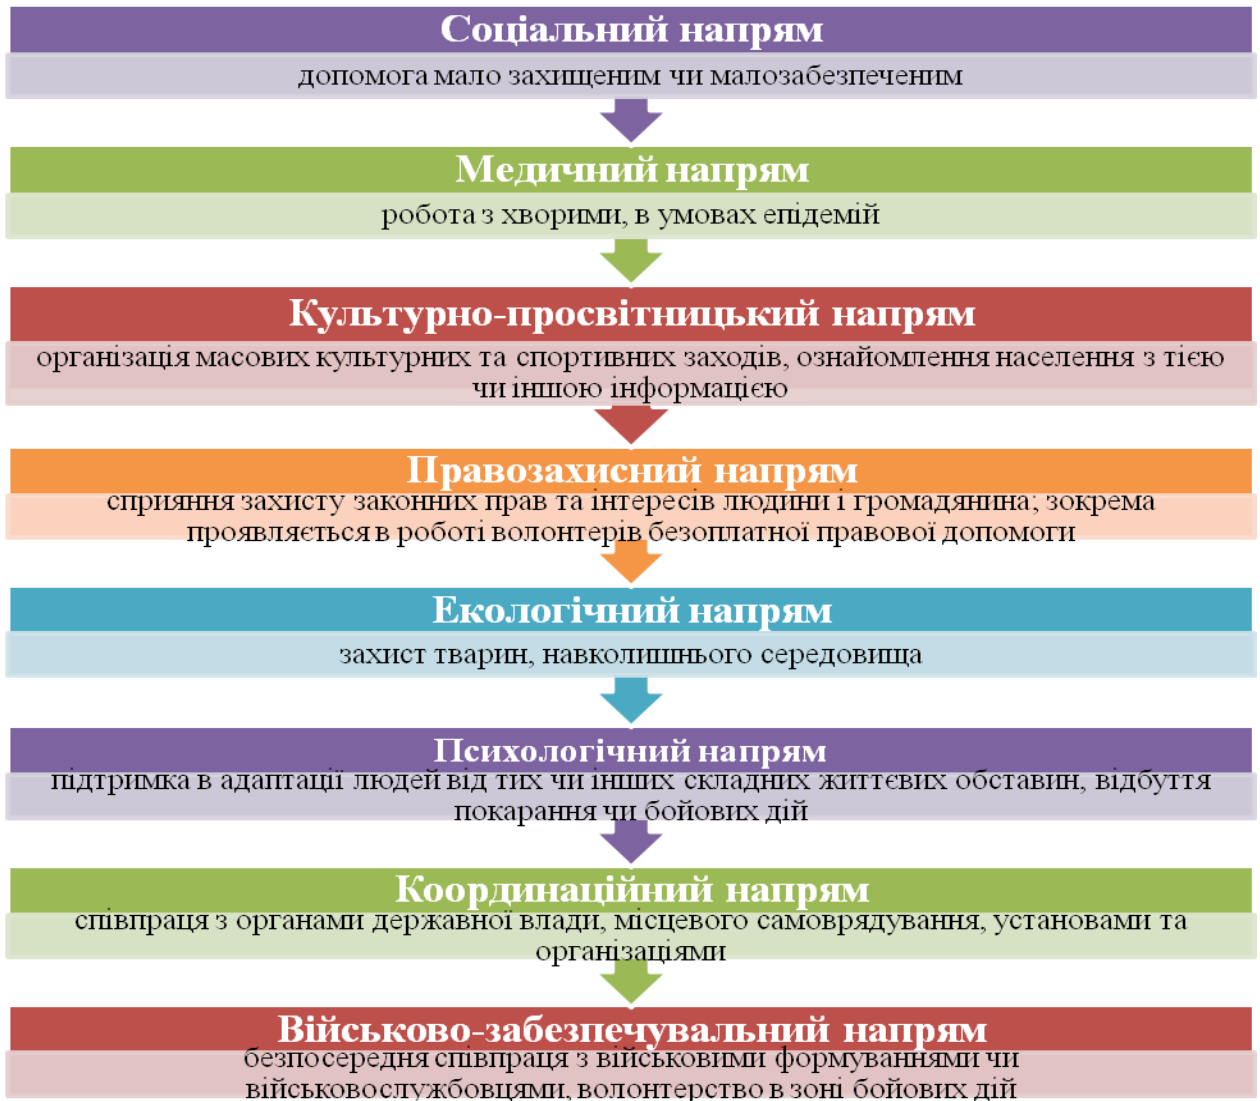 Соціальний напрям
допомога мало захищеним чи малозабезпеченим
Медичний напрям
робота з хворими, в умовах епідемій
Культурно-просвітницький напрям
організація масових культурних та спортивних заходів, ознайомлення населення з тією
чи іншою інформацією
Правозахисний напрям
сприяння захисту законних прав та інтересів людини і громадянина; зокрема
проявляється в роботі волонтерів безоплатної правової допомоги
Екологічний напрям
захист тварин, навколишнього середовища
Психологічний напрям
підтримка в адаптації людей від тих чи інших складних життєвих обставин, відбуття
покарання чи бойових дій
Координаційний напрям
співпраця з органами державної влади, місцевого самоврядування, установами та
організаціями
Військово-забезпечувальний напрям
безпосередня співпраця з військовими формуваннями чи
військовослужбовцями, волонтерство в зоні бойових дій